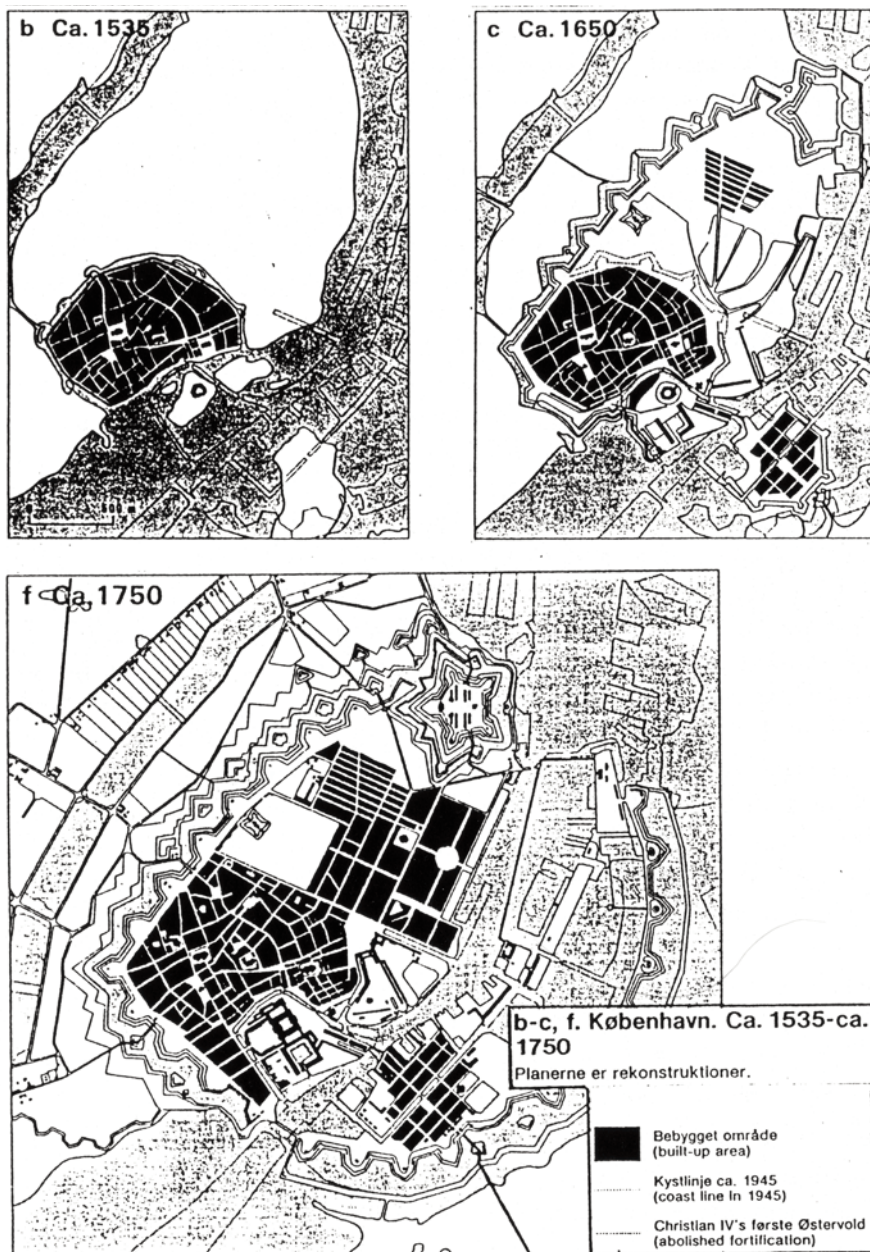 b Ca. 1535
c Ca. 1650
500 m
f Ca. 1750
b-c, f. København. Ca. 1535-ca.
1750
Planerne er rekonstruktioner.
Bebygget område
(built-up area)
Kystlinje ca. 1945
(coast line in 1945)
Christian IV's første Østervold
(abolished fortification)